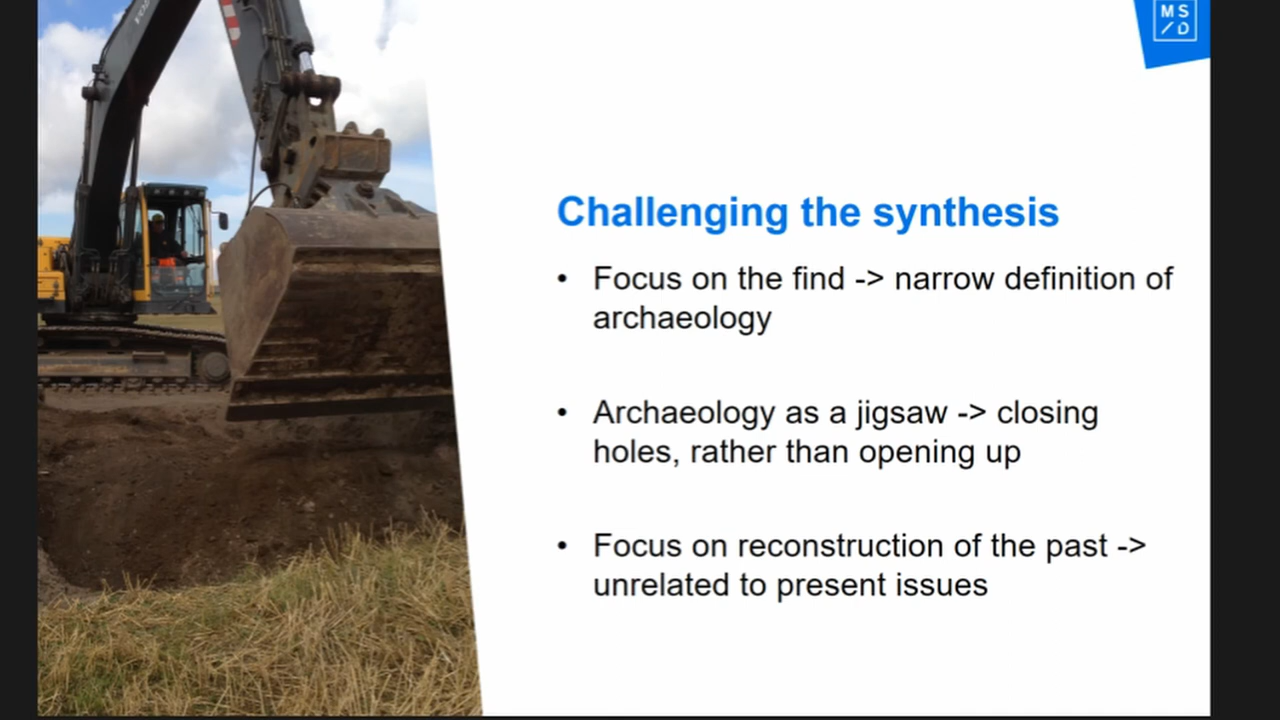 MS
/D
Challenging the synthesis
• Focus on the find -> narrow definition of
archaeology
• Archaeology as a jigsaw -> closing
holes, rather than opening up
• Focus on reconstruction of the past ->
unrelated to present issues